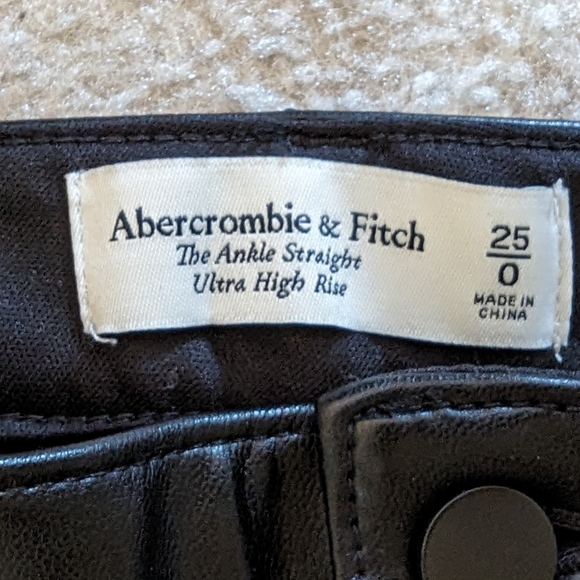 Abercrombie & Fitch
The Ankle Straight
Ultra High Rise
25
0
MADE IN
CHINA